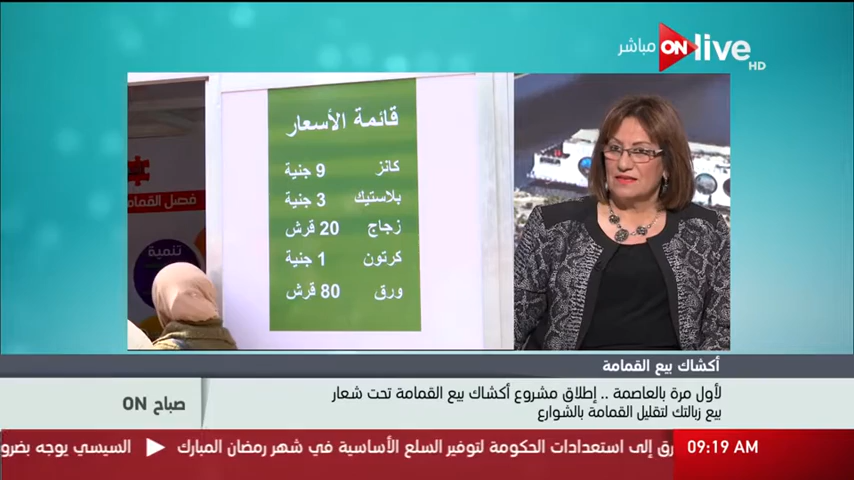 مباشر ON live
HD
قائمة الأسعار
كانز 9 جنية
بلاستيك 3 جنية
زجاج 20 قرش
كرتون 1 جنية
ورق 80 قرش
فصل القمامة
تنمية
أكشاك بيع القمامة
لأول مرة بالعاصمة .. إطلاق مشروع أكشاك بيع القمامة تحت شعار
بيع زبالتك لتقليل القمامة بالشوارع
صباح ON
رق إلى استعدادات الحكومة لتوفير السلع الأساسية في شهر رمضان المبارك ◀ السيسي يوجه بضرو
09:19 AM